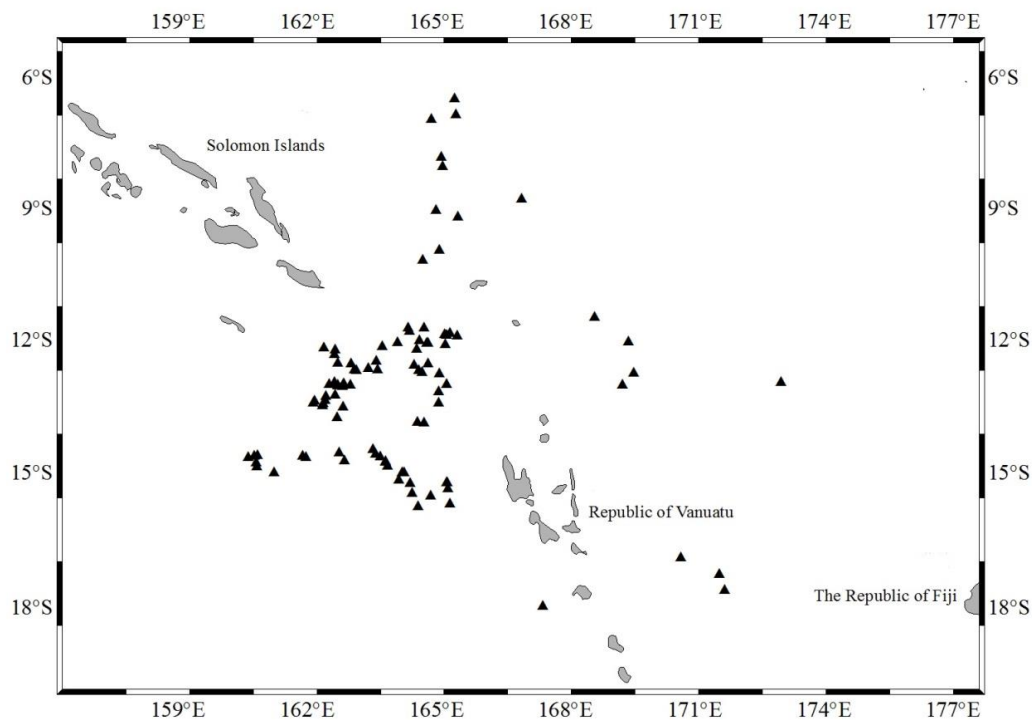 159°E 162°E 165°E 168°E 171°E 174°E 177°E
6°S 6°S
Solomon Islands
9°S 9°S
12°S 12°S
15°S 15°S
Republic of Vanuatu
The Republic of Fiji
18°S 18°S
159°E 162°E 165°E 168°E 171°E 174°E 177°E